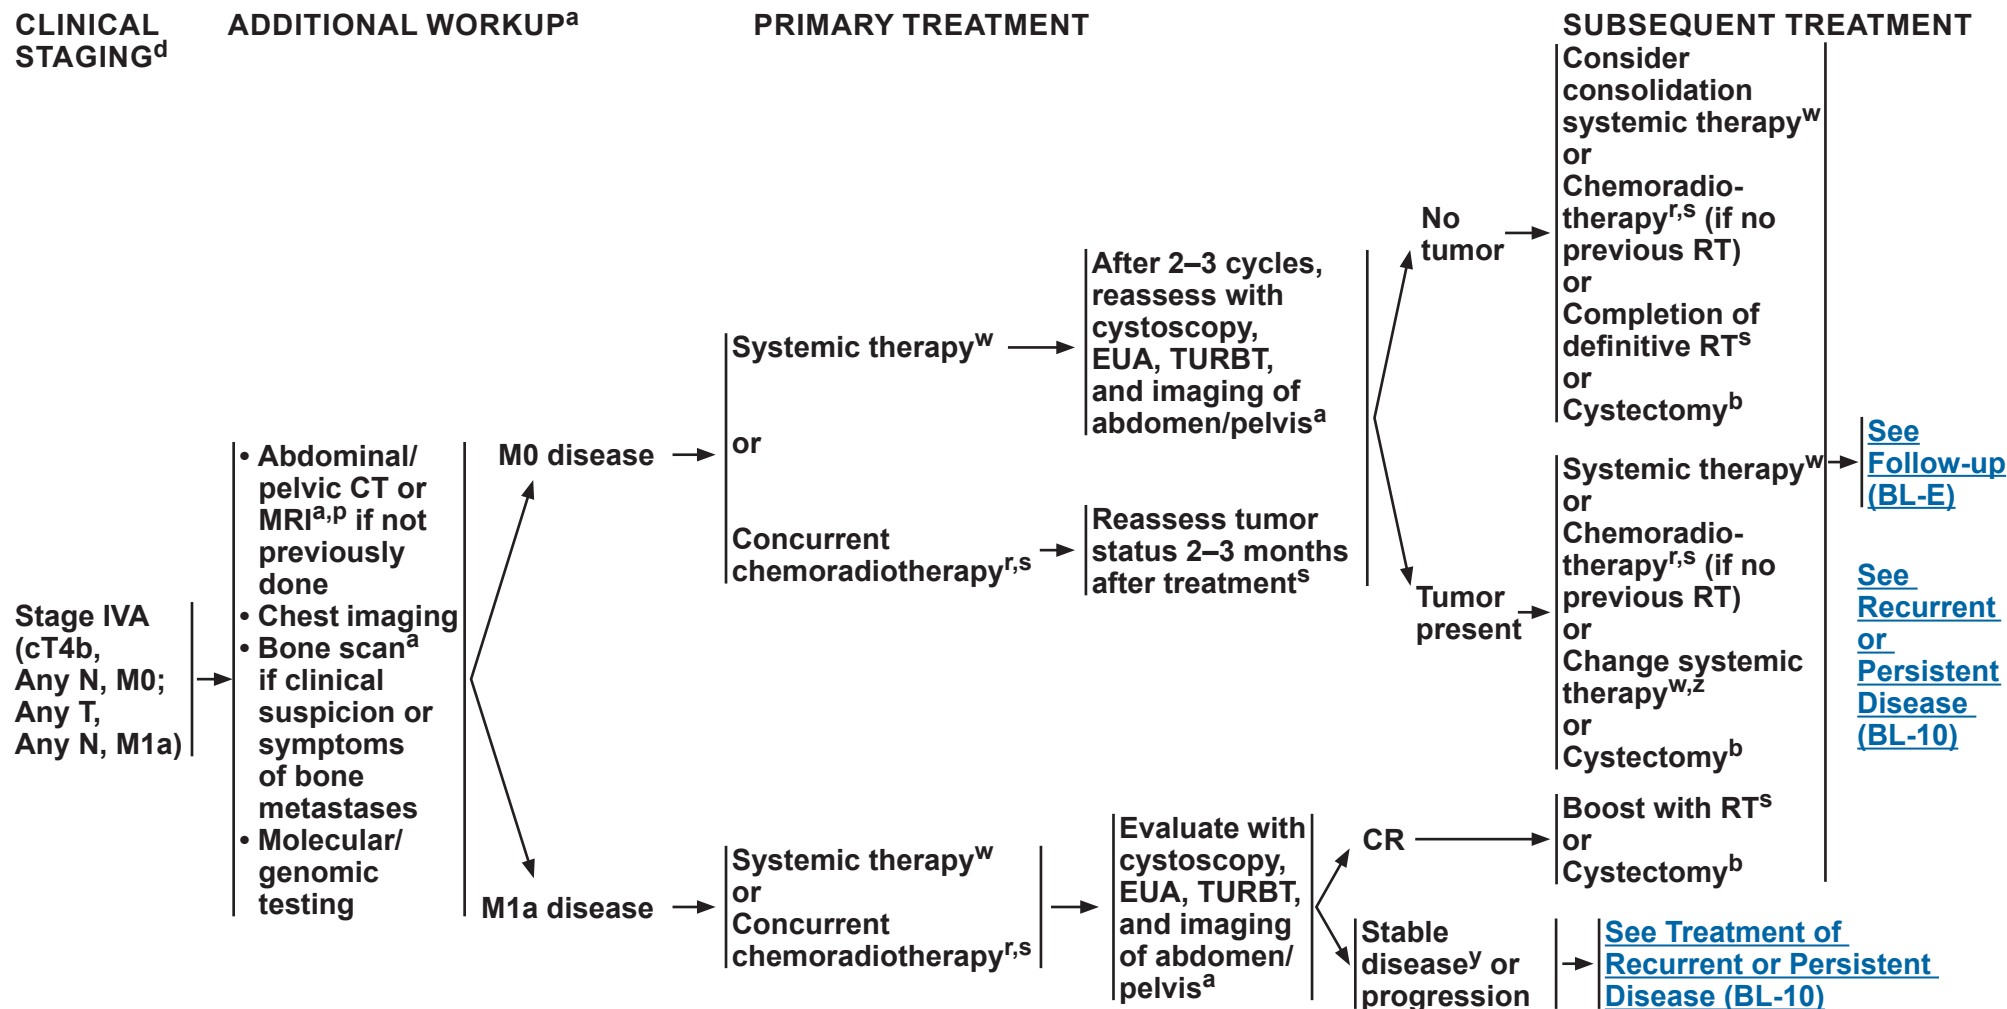 CLINICAL
STAGINGd
ADDITIONAL WORKUPa
PRIMARY TREATMENT
SUBSEQUENT TREATMENT
Stage IVA
(cT4b,
Any N, M0;
Any T,
Any N, M1a)
• Abdominal/
pelvic CT or
MRIa,p if not
previously
done
• Chest imaging
• Bone scana
if clinical
suspicion or
symptoms
of bone
metastases
• Molecular/
genomic
testing
M0 disease
Systemic therapyw
or
Concurrent
chemoradiotherapyr,s
After 2–3 cycles,
reassess with
cystoscopy,
EUA, TURBT,
and imaging of
abdomen/pelvisa
Reassess tumor
status 2–3 months
after treatments
No
tumor
Consider
consolidation
systemic therapyw
or
Chemoradio-
therapyr,s (if no
previous RT)
or
Completion of
definitive RTs
or
Cystectomyb
Tumor
present
Systemic therapyw
or
Chemoradio-
therapyr,s (if no
previous RT)
or
Change systemic
therapyw,z
or
Cystectomyb
M1a disease
Systemic therapyw
or
Concurrent
chemoradiotherapyr,s
Evaluate with
cystoscopy,
EUA, TURBT,
and imaging
of abdomen/
pelvisa
CR
Boost with RTs
or
Cystectomyb
Stable
diseasey or
progression
See Treatment of
Recurrent or Persistent
Disease (BL-10)
See
Follow-up
(BL-E)
See
Recurrent
or
Persistent
Disease
(BL-10)